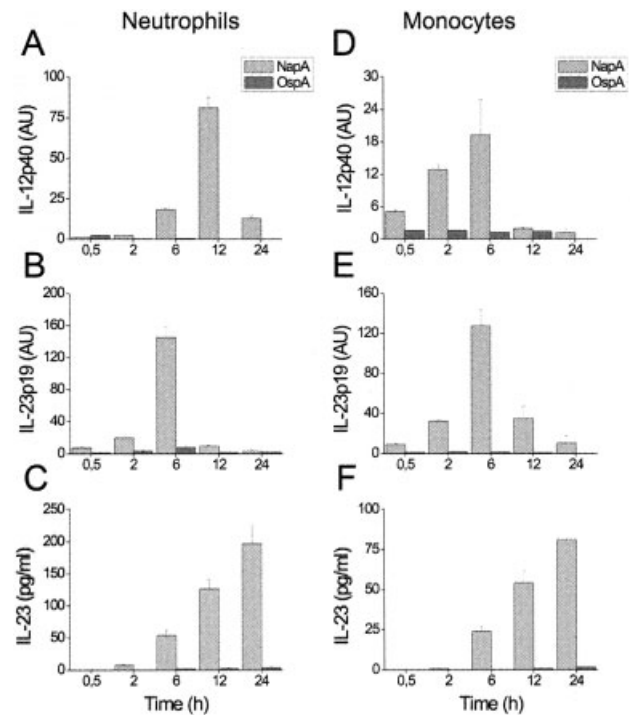 Neutrophils
Monocytes
A
NapA
OspA
IL-12p40 (AU)
100
75
50
25
0
0,5 2 6 12 24
D
NapA
OspA
IL-12p40 (AU)
30
24
18
12
6
0
0,5 2 6 12 24
B
IL-23p19 (AU)
200
160
120
80
40
0
0,5 2 6 12 24
E
IL-23p19 (AU)
160
120
80
40
0
0,5 2 6 12 24
C
IL-23 (pg/ml)
250
200
150
100
50
0
0,5 2 6 12 24
Time (h)
F
IL-23 (pg/ml)
100
75
50
25
0
0,5 2 6 12 24
Time (h)